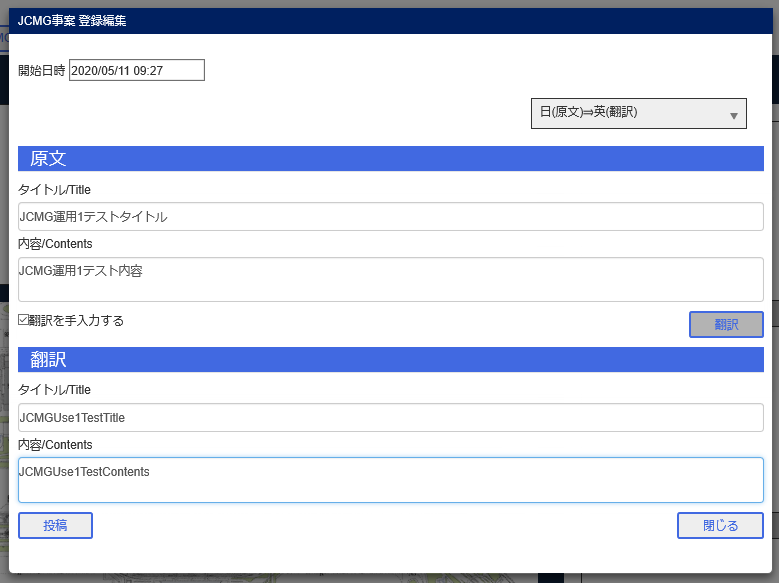 JCMG事案 登録編集
開始日時 2020/05/11 09:27
日(原文)⇒英(翻訳)
原文
タイトル/Title
JCMG運用1テストタイトル
内容/Contents
JCMG運用1テスト内容
翻訳を手入力する
翻訳
翻訳
タイトル/Title
JCMGUse1TestTitle
内容/Contents
JCMGUse1TestContents
投稿
閉じる